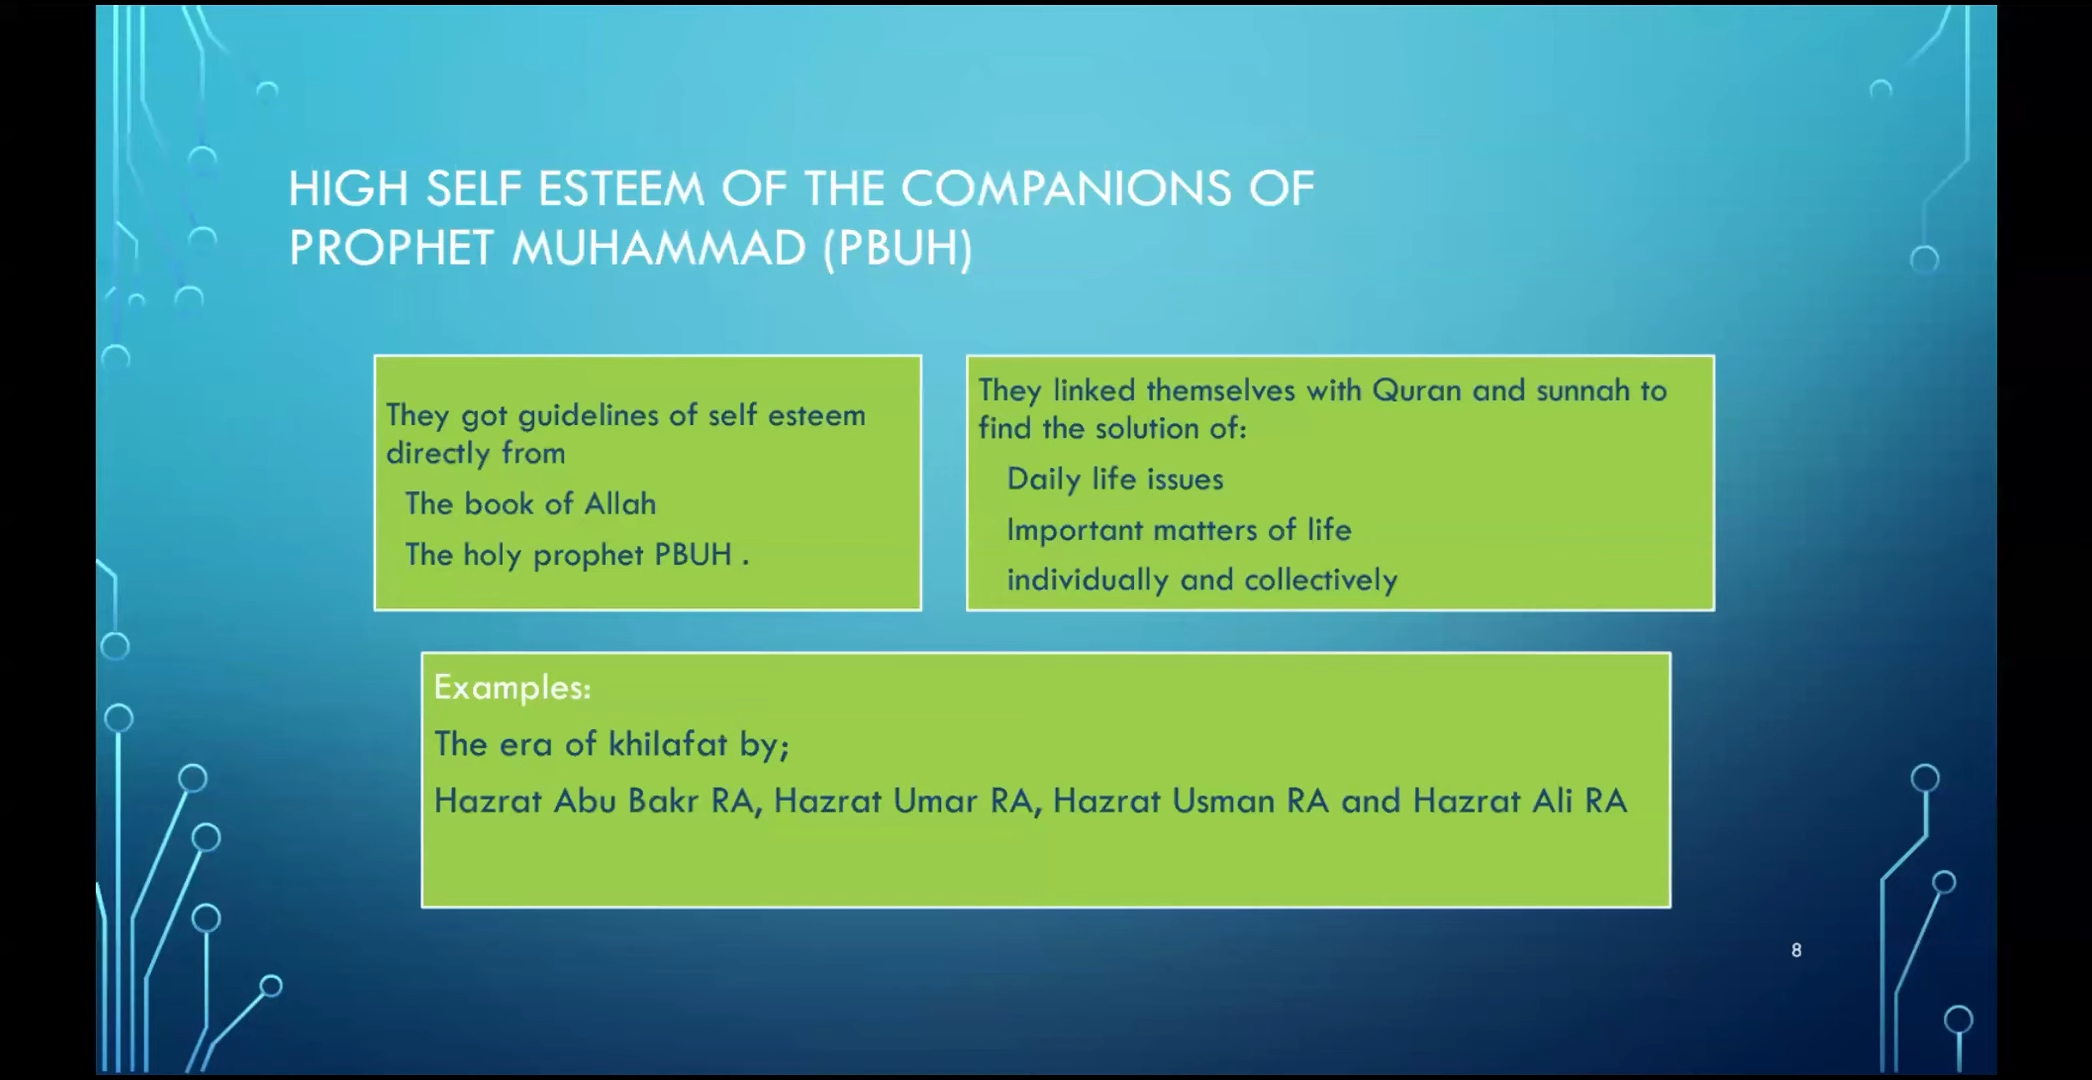 HIGH SELF ESTEEM OF THE COMPANIONS OF
PROPHET MUHAMMAD (PBUH)
They got guidelines of self esteem
directly from
The book of Allah
The holy prophet PBUH .
They linked themselves with Quran and sunnah to
find the solution of:
Daily life issues
Important matters of life
individually and collectively
Examples:
The era of khilafat by;
Hazrat Abu Bakr RA, Hazrat Umar RA, Hazrat Usman RA and Hazrat Ali RA
8